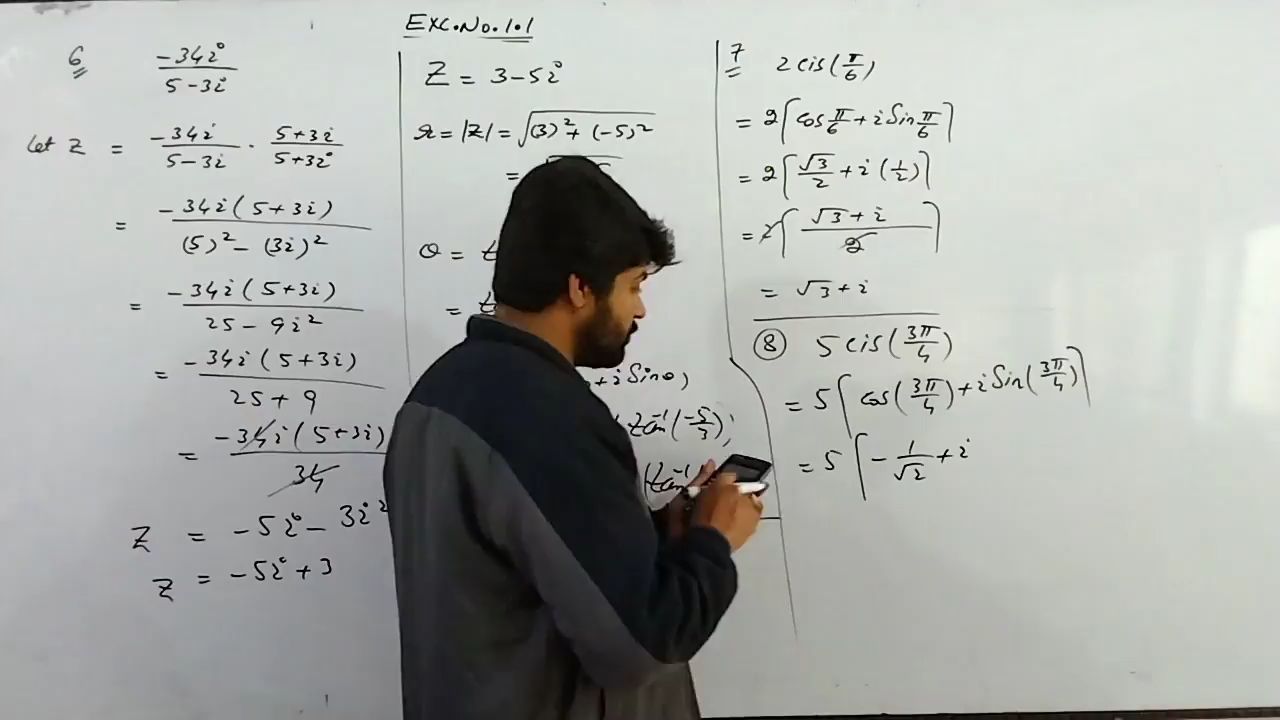 EXC.No.1.1
6 -34i / 5-3i
Let Z = -34i / 5-3i · 5+3i / 5+3i
= -34i(5+3i) / (5)² - (3i)²
= -34i(5+3i) / 25 - 9i²
= -34i(5+3i) / 25+9
= -34i(5+3i) / 34
Z = -5i - 3i²
Z = -5i+3
Z = 3-5i
r = |Z| = √(3)²+(-5)²
=
θ =
=
+i Sinθ)
tan⁻¹(-5/3)
(tan⁻¹
7 2 cis(π/6)
= 2[cos π/6 + i Sin π/6]
= 2[√3/2 + i(1/2)]
= 2[√3+i / 2]
= √3+i
8 5 cis(3π/4)
= 5[cos(3π/4)+i Sin(3π/4)]
= 5[-1/√2 + i